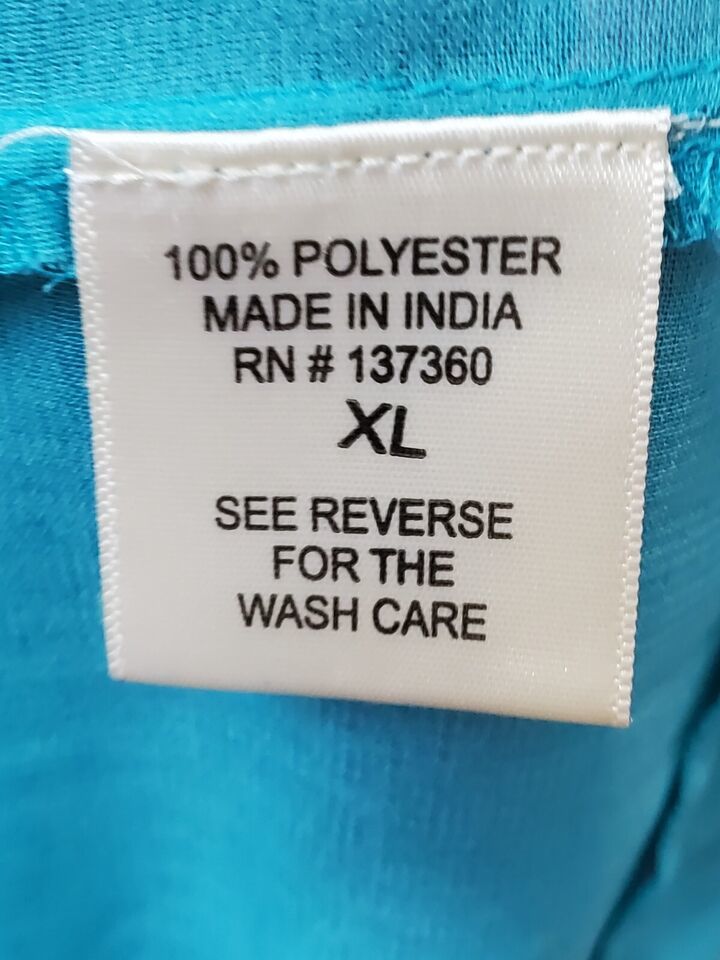 100% POLYESTER
MADE IN INDIA
RN # 137360
XL
SEE REVERSE
FOR THE
WASH CARE